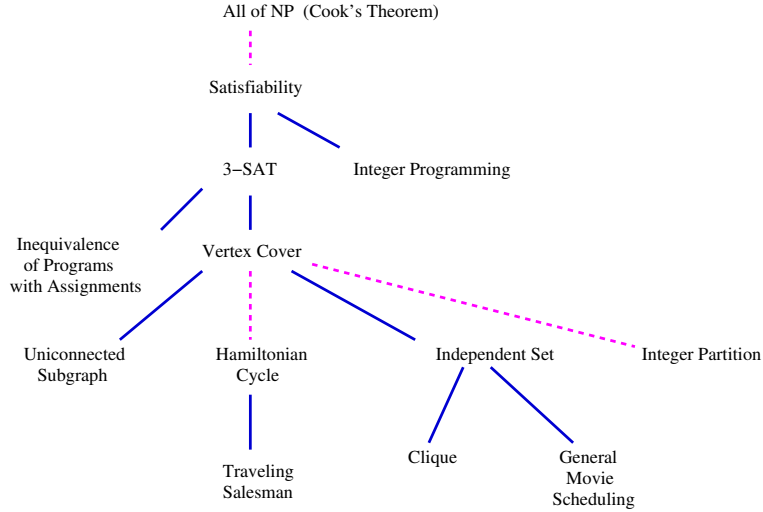 All of NP (Cook's Theorem)
Satisfiability
3−SAT
Integer Programming
Inequivalence
of Programs
with Assignments
Vertex Cover
Uniconnected
Subgraph
Hamiltonian
Cycle
Independent Set
Integer Partition
Traveling
Salesman
Clique
General
Movie
Scheduling